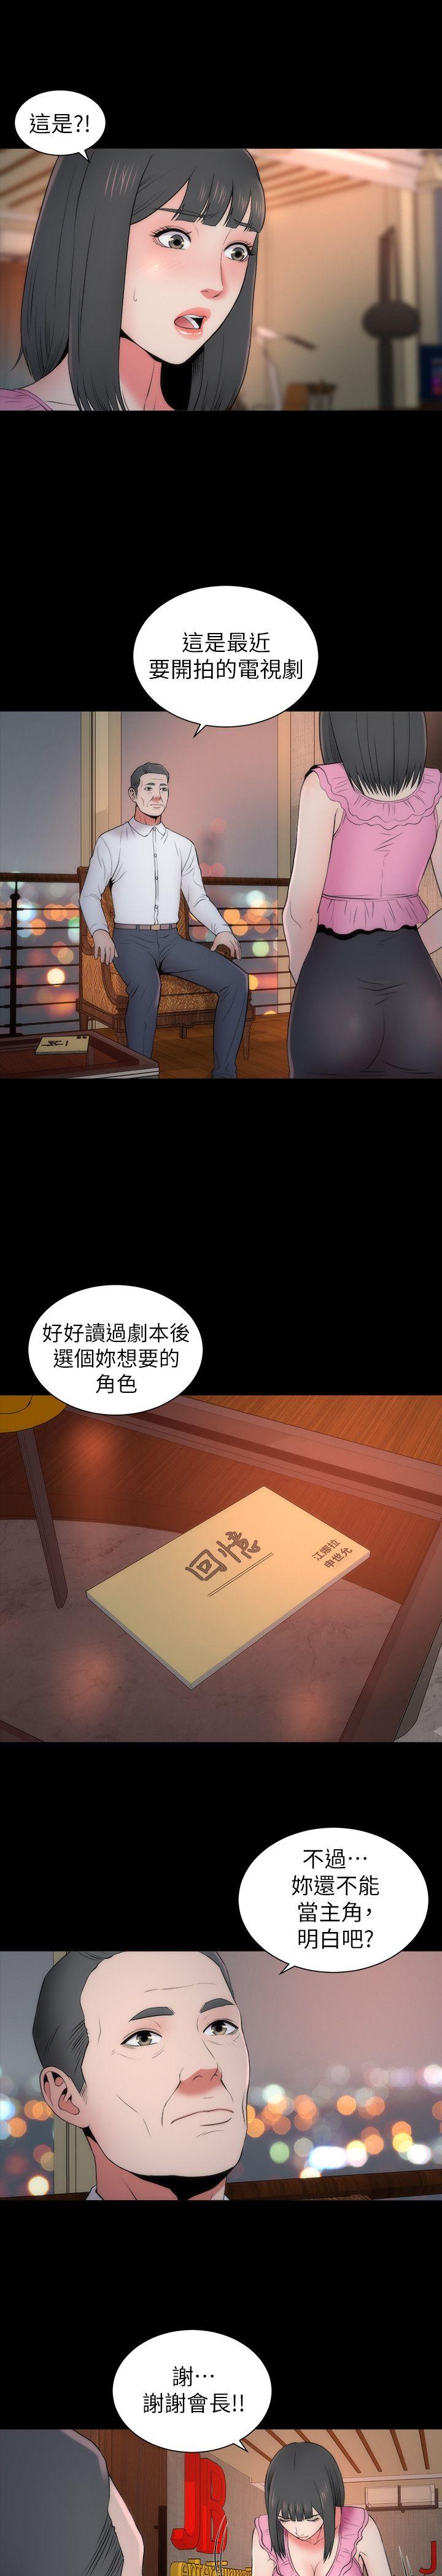 這是?!
這是最近
要開拍的電視劇
好好讀過劇本後
選個妳想要的
角色
回憶
江娜拉
申世允
不過⋯
妳還不能
當主角，
明白吧?
謝⋯
謝謝會長!!
JR
entertainment
J